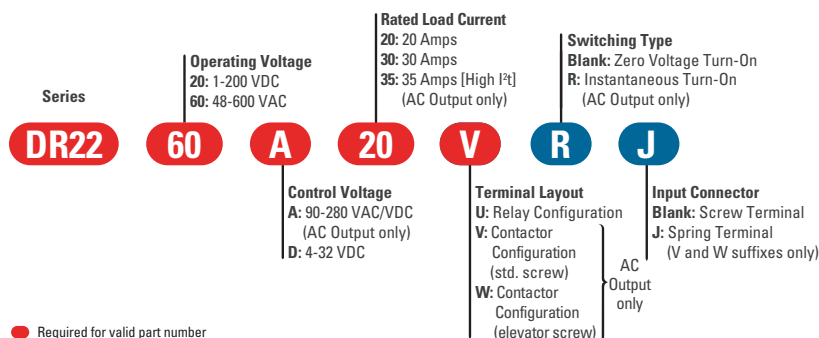 Series
Operating Voltage
20: 1-200 VDC
60: 48-600 VAC
Rated Load Current
20: 20 Amps
30: 30 Amps
35: 35 Amps [High I²t]
(AC Output only)
Switching Type
Blank: Zero Voltage Turn-On
R: Instantaneous Turn-On
(AC Output only)
DR22 60 A 20 V R J
Control Voltage
A: 90-280 VAC/VDC
(AC Output only)
D: 4-32 VDC
Terminal Layout
U: Relay Configuration
V: Contactor
Configuration
(std. screw)
W: Contactor
Configuration
(elevator screw)
AC
Output
only
Input Connector
Blank: Screw Terminal
J: Spring Terminal
(V and W suffixes only)
Required for valid part number